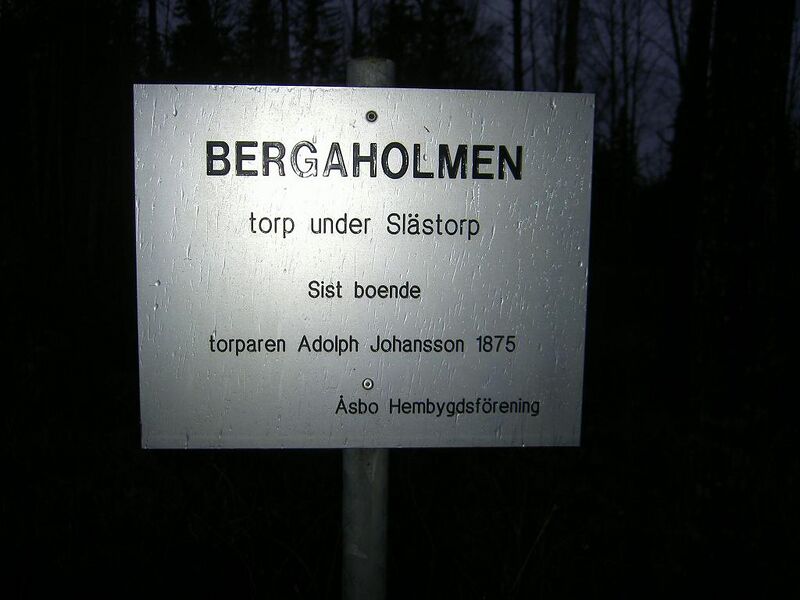 BERGAHOLMEN
torp under Slästorp
Sist boende
torparen Adolph Johansson 1875
Åsbo Hembygdsförening